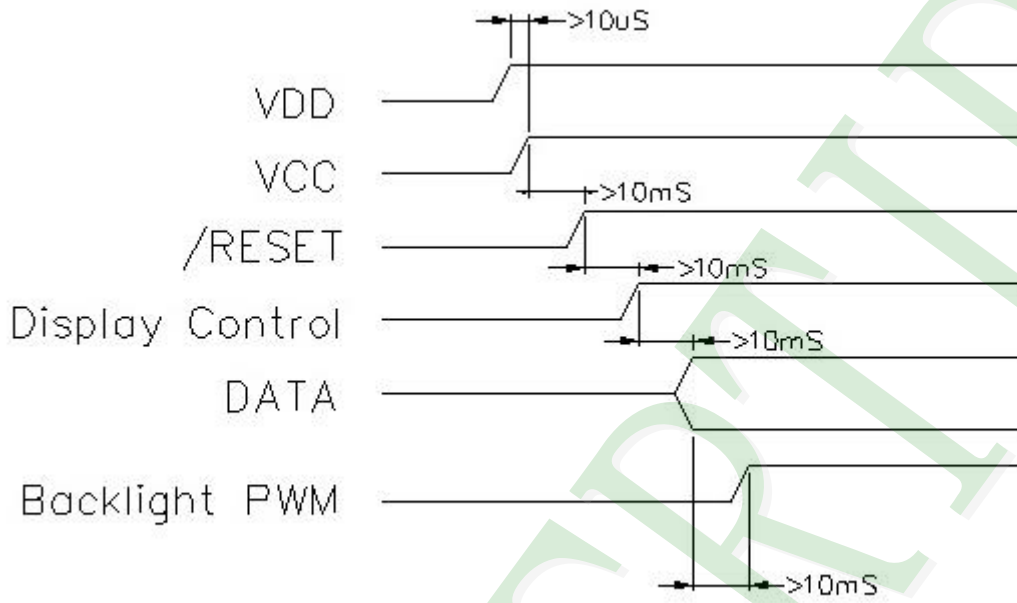 >10uS
VDD
VCC
>10mS
/RESET
>10mS
Display Control
>10mS
DATA
Backlight PWM
>10mS